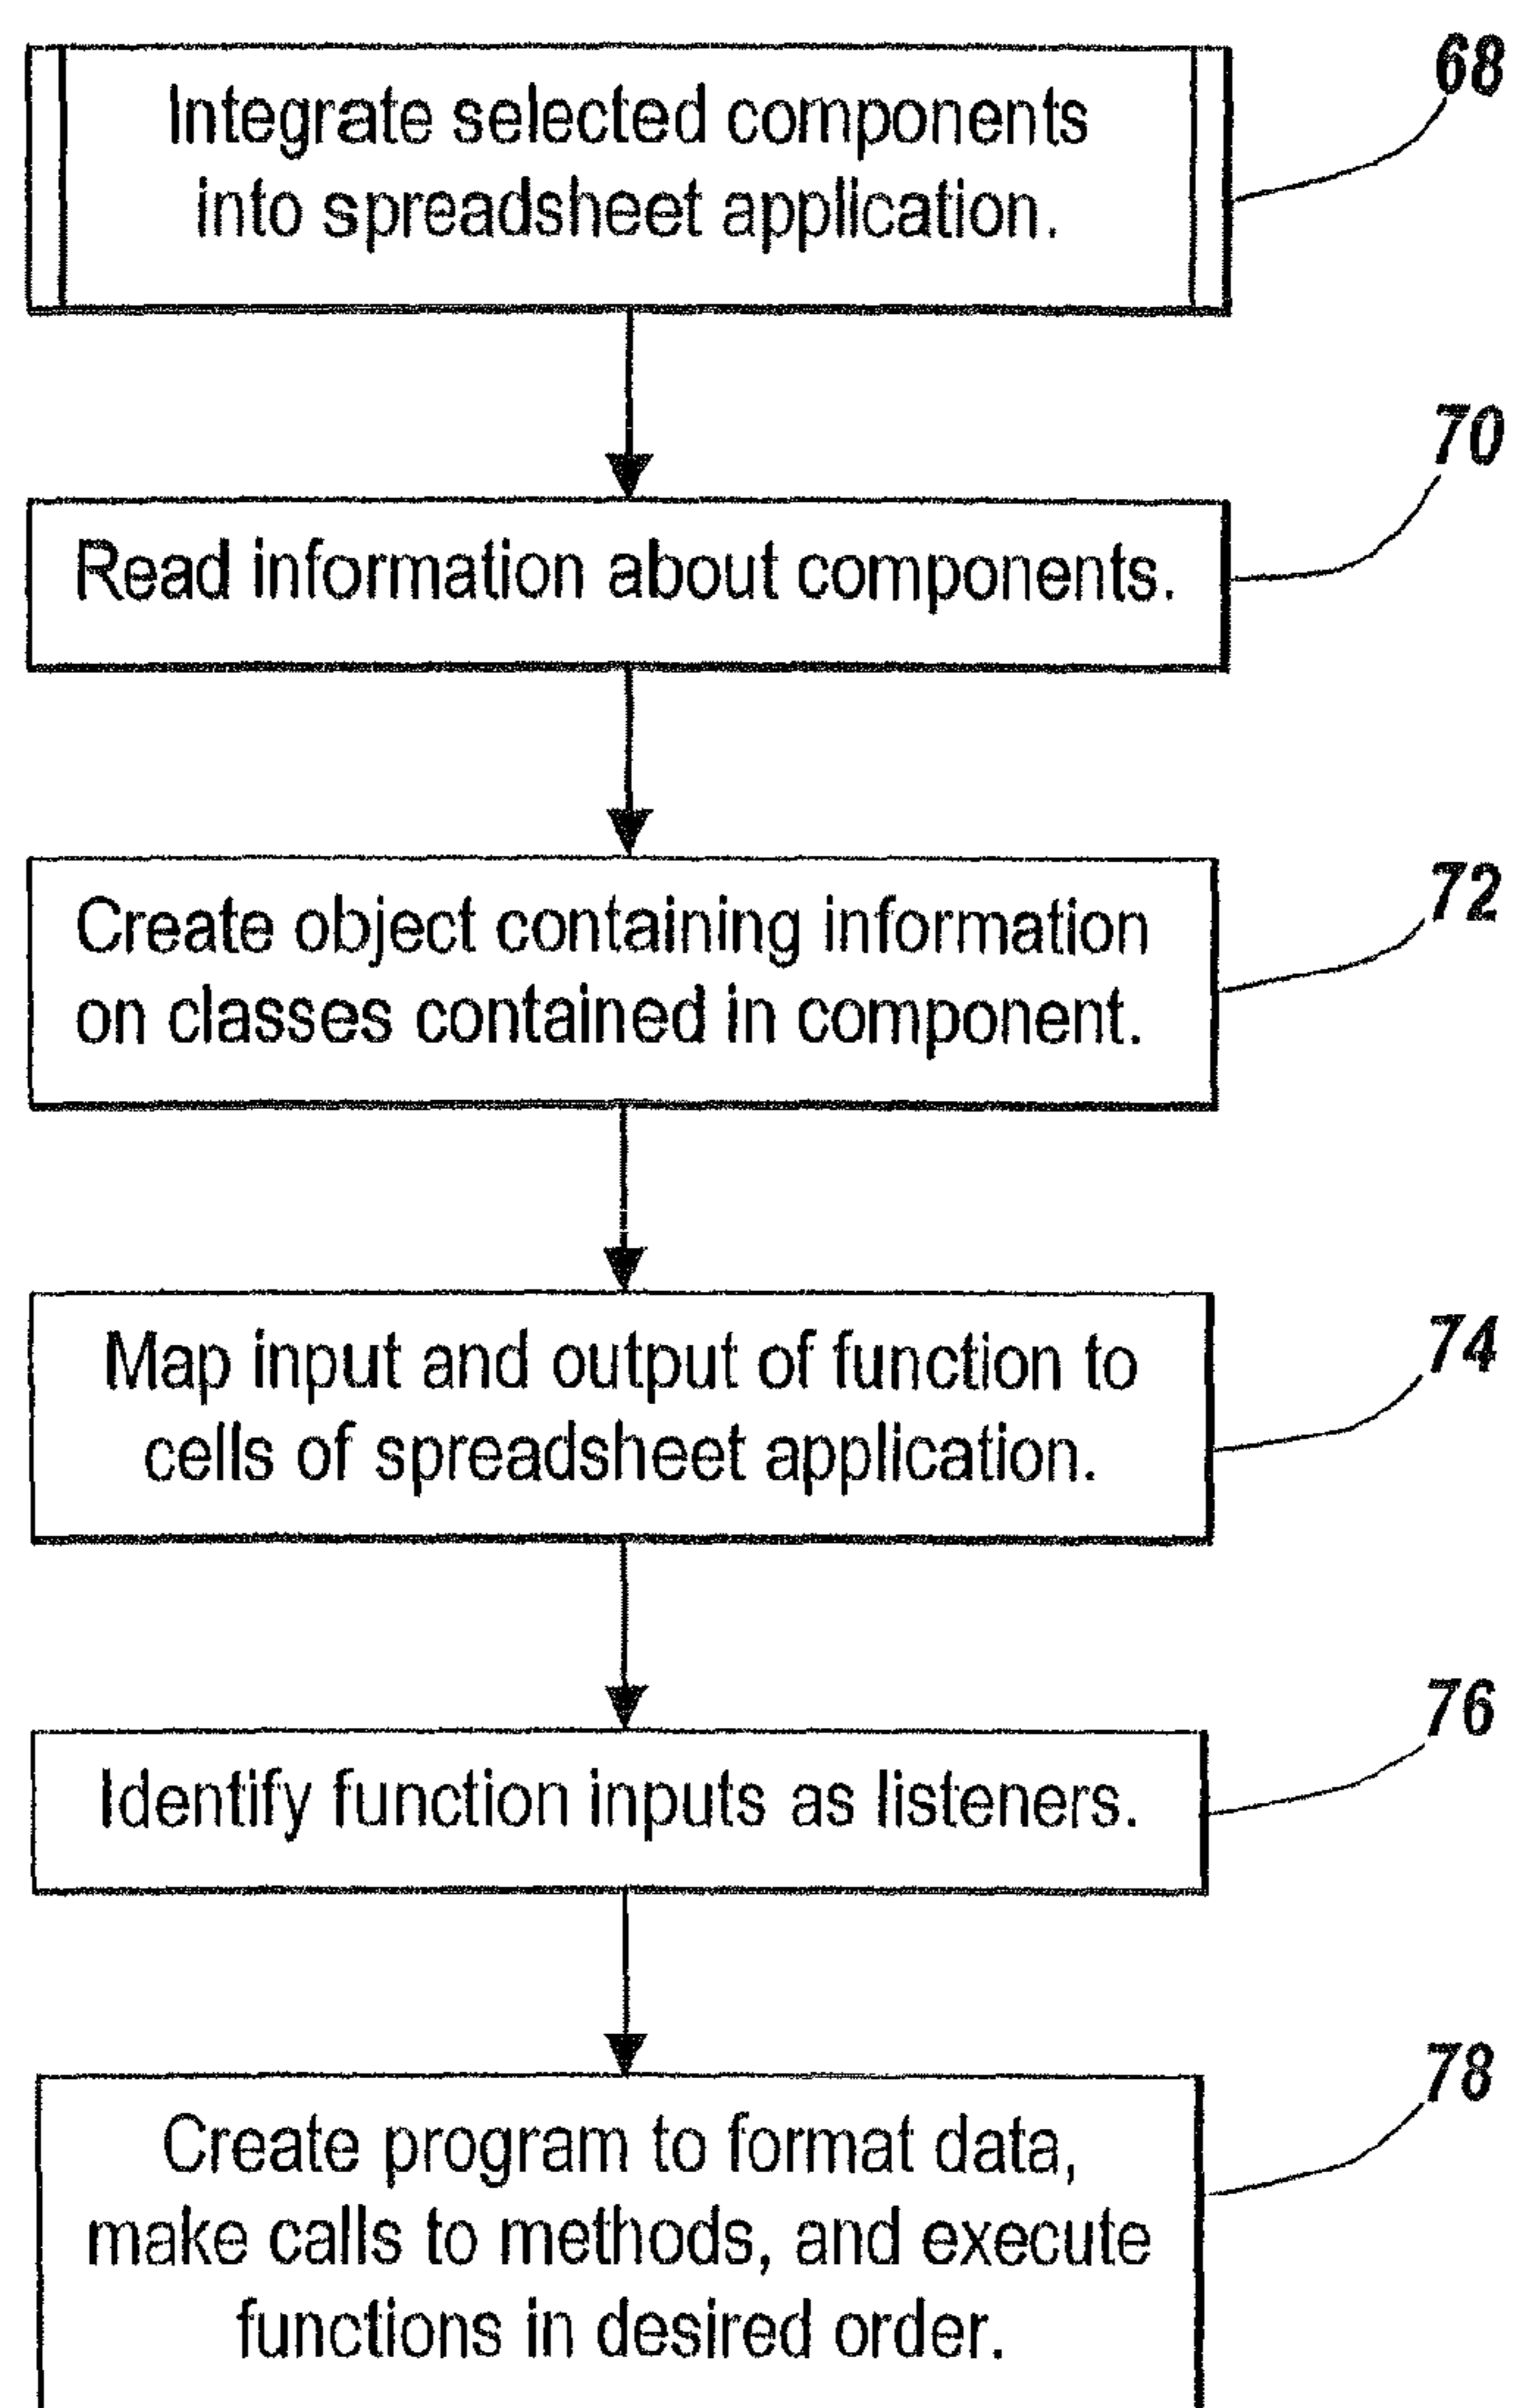 Integrate selected components
into spreadsheet application.
68
Read information about components.
70
Create object containing information
on classes contained in component.
72
Map input and output of function to
cells of spreadsheet application.
74
Identify function inputs as listeners.
76
Create program to format data,
make calls to methods, and execute
functions in desired order.
78